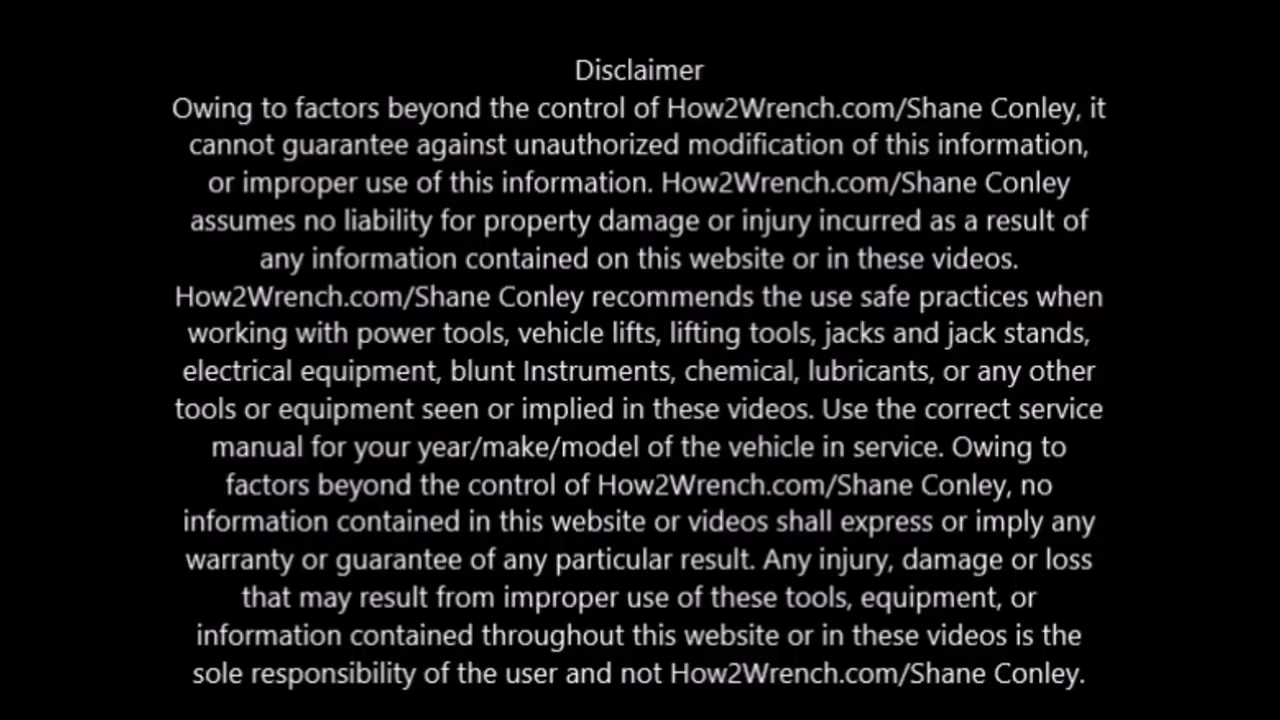 Disclaimer
Owing to factors beyond the control of How2Wrench.com/Shane Conley, it
cannot guarantee against unauthorized modification of this information,
or improper use of this information. How2Wrench.com/Shane Conley
assumes no liability for property damage or injury incurred as a result of
any information contained on this website or in these videos.
How2Wrench.com/Shane Conley recommends the use safe practices when
working with power tools, vehicle lifts, lifting tools, jacks and jack stands,
electrical equipment, blunt Instruments, chemical, lubricants, or any other
tools or equipment seen or implied in these videos. Use the correct service
manual for your year/make/model of the vehicle in service. Owing to
factors beyond the control of How2Wrench.com/Shane Conley, no
information contained in this website or videos shall express or imply any
warranty or guarantee of any particular result. Any injury, damage or loss
that may result from improper use of these tools, equipment, or
information contained throughout this website or in these videos is the
sole responsibility of the user and not How2Wrench.com/Shane Conley.